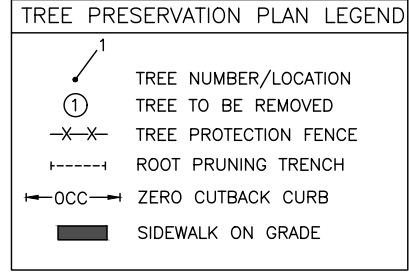 TREE PRESERVATION PLAN LEGEND
1
TREE NUMBER/LOCATION
1 TREE TO BE REMOVED
X X TREE PROTECTION FENCE
ROOT PRUNING TRENCH
OCC ZERO CUTBACK CURB
SIDEWALK ON GRADE